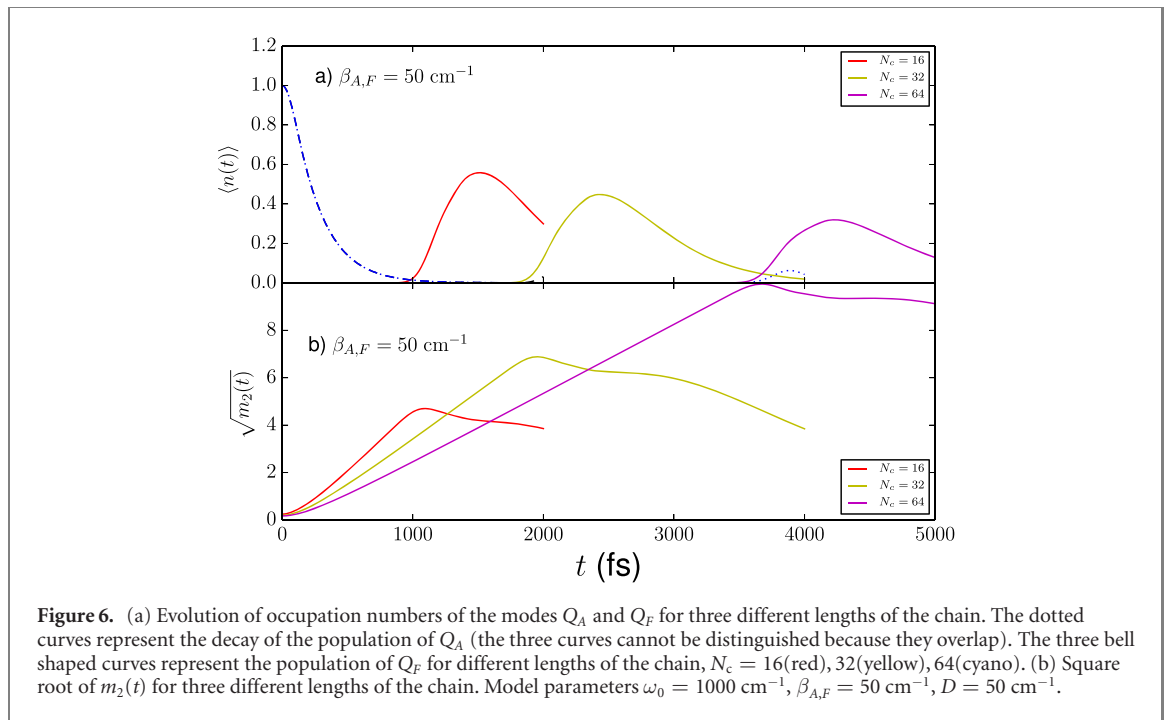 1.2
1.0
0.8
0.6
0.4
0.2
0.0
⟨n(t)⟩
a) β_{A,F} = 50 cm⁻¹
N_c = 16
N_c = 32
N_c = 64
8
6
4
2
0
√m₂(t)
b) β_{A,F} = 50 cm⁻¹
N_c = 16
N_c = 32
N_c = 64
0 1000 2000 3000 4000 5000
t (fs)
Figure 6. (a) Evolution of occupation numbers of the modes Q_A and Q_F for three different lengths of the chain. The dotted
curves represent the decay of the population of Q_A (the three curves cannot be distinguished because they overlap). The three bell
shaped curves represent the population of Q_F for different lengths of the chain, N_c = 16(red), 32(yellow), 64(cyano). (b) Square
root of m₂(t) for three different lengths of the chain. Model parameters ω₀ = 1000 cm⁻¹, β_{A,F} = 50 cm⁻¹, D = 50 cm⁻¹.